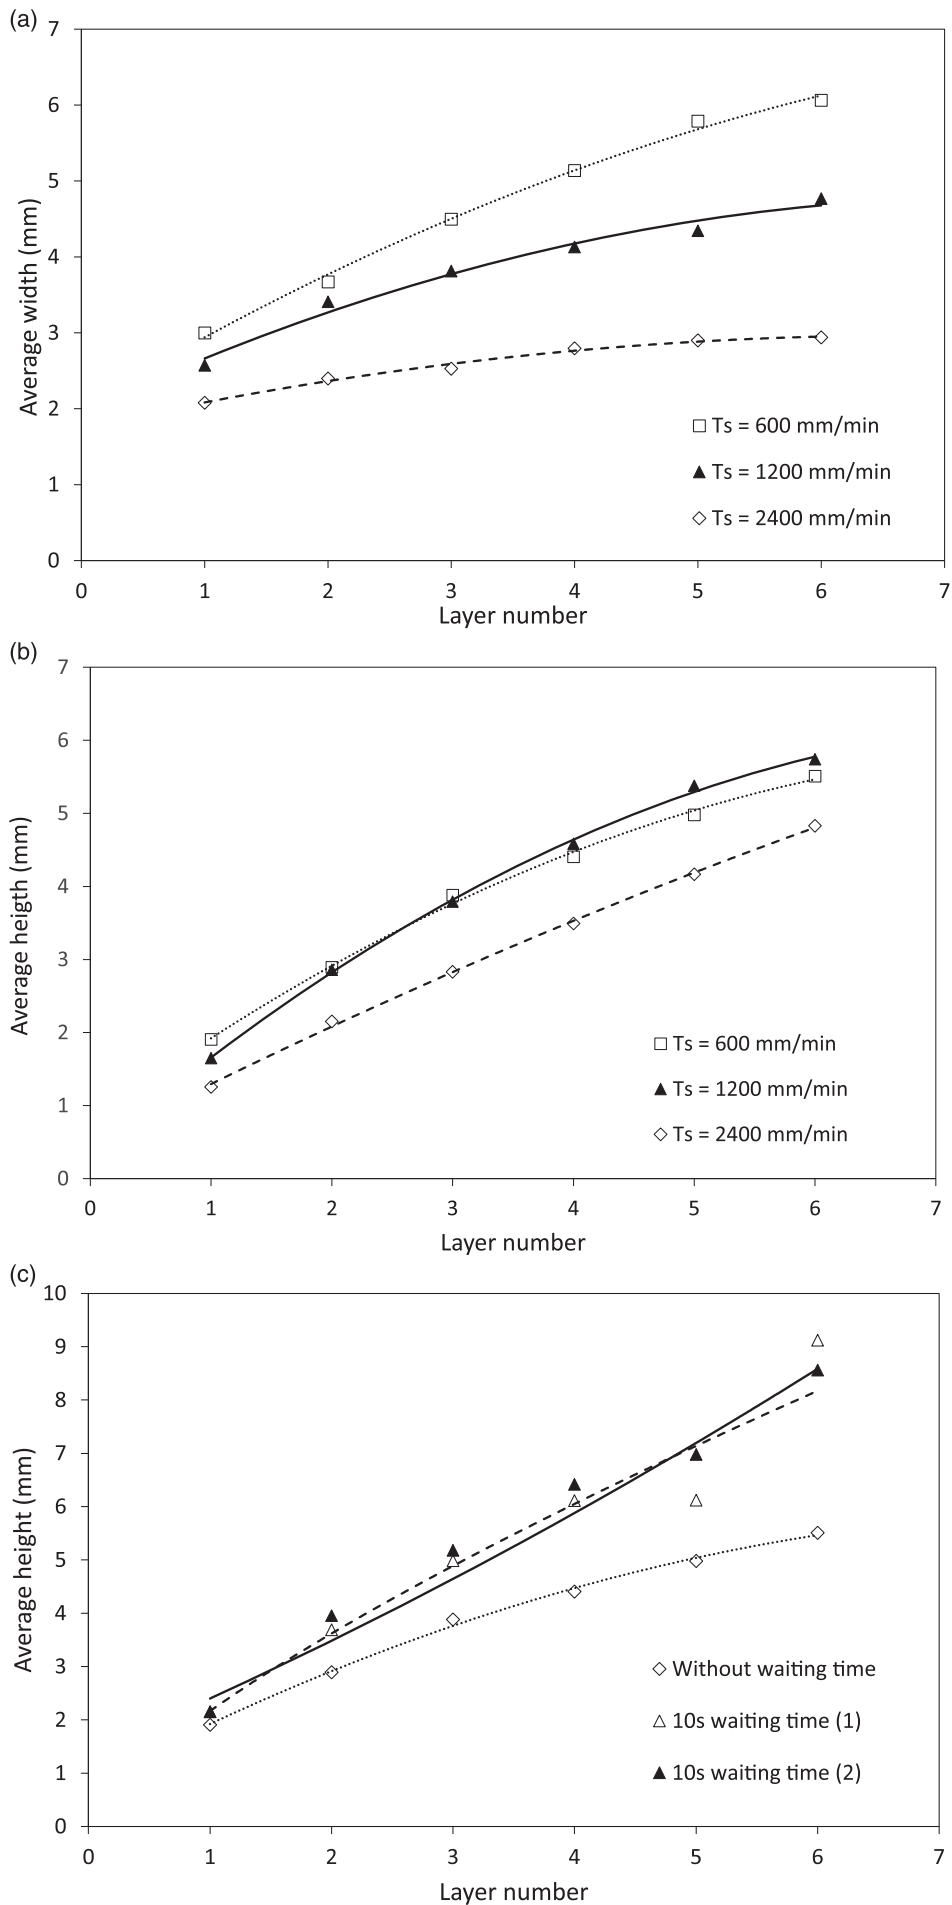 (a)
7
6
5
4
3
2
1
0
Average width (mm)
Ts = 600 mm/min
Ts = 1200 mm/min
Ts = 2400 mm/min
0 1 2 3 4 5 6 7
Layer number
(b)
7
6
5
4
3
2
1
0
Average heigth (mm)
Ts = 600 mm/min
Ts = 1200 mm/min
Ts = 2400 mm/min
0 1 2 3 4 5 6 7
Layer number
(c)
10
9
8
7
6
5
4
3
2
1
0
Average height (mm)
Without waiting time
10s waiting time (1)
10s waiting time (2)
0 1 2 3 4 5 6 7
Layer number